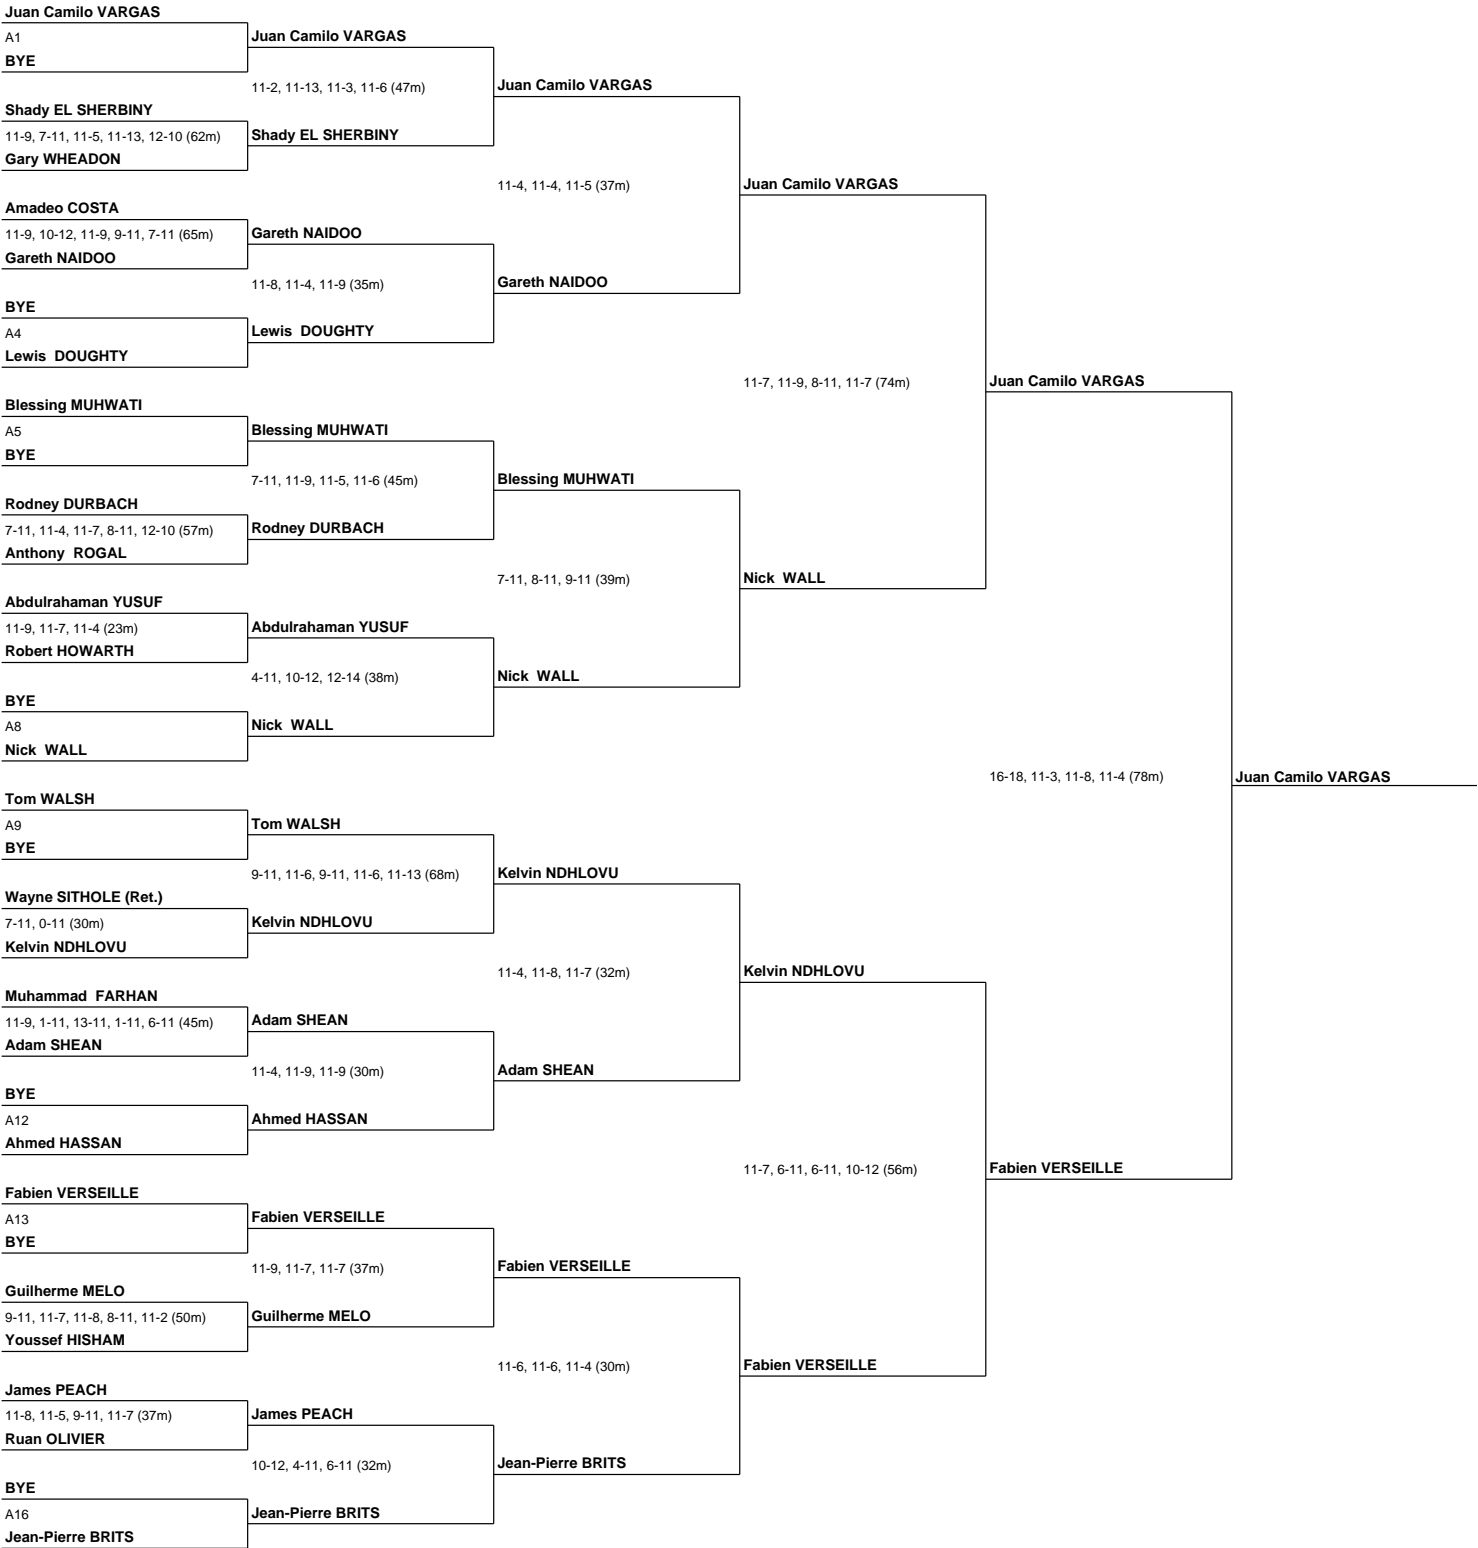 Juan Camilo VARGAS
A1
BYE
Shady EL SHERBINY
11-9, 7-11, 11-5, 11-13, 12-10 (62m)
Gary WHEADON
Amadeo COSTA
11-9, 10-12, 11-9, 9-11, 7-11 (65m)
Gareth NAIDOO
BYE
A4
Lewis DOUGHTY
Blessing MUHWATI
A5
BYE
Rodney DURBACH
7-11, 11-4, 11-7, 8-11, 12-10 (57m)
Anthony ROGAL
Abdulrahaman YUSUF
11-9, 11-7, 11-4 (23m)
Robert HOWARTH
BYE
A8
Nick WALL
Tom WALSH
A9
BYE
Wayne SITHOLE (Ret.)
7-11, 0-11 (30m)
Kelvin NDHLOVU
Muhammad FARHAN
11-9, 1-11, 13-11, 1-11, 6-11 (45m)
Adam SHEAN
BYE
A12
Ahmed HASSAN
Fabien VERSEILLE
A13
BYE
Guilherme MELO
9-11, 11-7, 11-8, 8-11, 11-2 (50m)
Youssef HISHAM
James PEACH
11-8, 11-5, 9-11, 11-7 (37m)
Ruan OLIVIER
BYE
A16
Jean-Pierre BRITS
Juan Camilo VARGAS
11-2, 11-13, 11-3, 11-6 (47m)
Shady EL SHERBINY
Gareth NAIDOO
11-8, 11-4, 11-9 (35m)
Lewis DOUGHTY
Blessing MUHWATI
7-11, 11-9, 11-5, 11-6 (45m)
Rodney DURBACH
Abdulrahaman YUSUF
4-11, 10-12, 12-14 (38m)
Nick WALL
Tom WALSH
9-11, 11-6, 9-11, 11-6, 11-13 (68m)
Kelvin NDHLOVU
Adam SHEAN
11-4, 11-9, 11-9 (30m)
Ahmed HASSAN
Fabien VERSEILLE
11-9, 11-7, 11-7 (37m)
Guilherme MELO
James PEACH
10-12, 4-11, 6-11 (32m)
Jean-Pierre BRITS
Juan Camilo VARGAS
11-4, 11-4, 11-5 (37m)
Gareth NAIDOO
Blessing MUHWATI
7-11, 8-11, 9-11 (39m)
Nick WALL
Kelvin NDHLOVU
11-4, 11-8, 11-7 (32m)
Adam SHEAN
Fabien VERSEILLE
11-6, 11-6, 11-4 (30m)
Jean-Pierre BRITS
Juan Camilo VARGAS
11-7, 11-9, 8-11, 11-7 (74m)
Nick WALL
Kelvin NDHLOVU
11-7, 6-11, 6-11, 10-12 (56m)
Fabien VERSEILLE
Juan Camilo VARGAS
16-18, 11-3, 11-8, 11-4 (78m)
Fabien VERSEILLE
Juan Camilo VARGAS